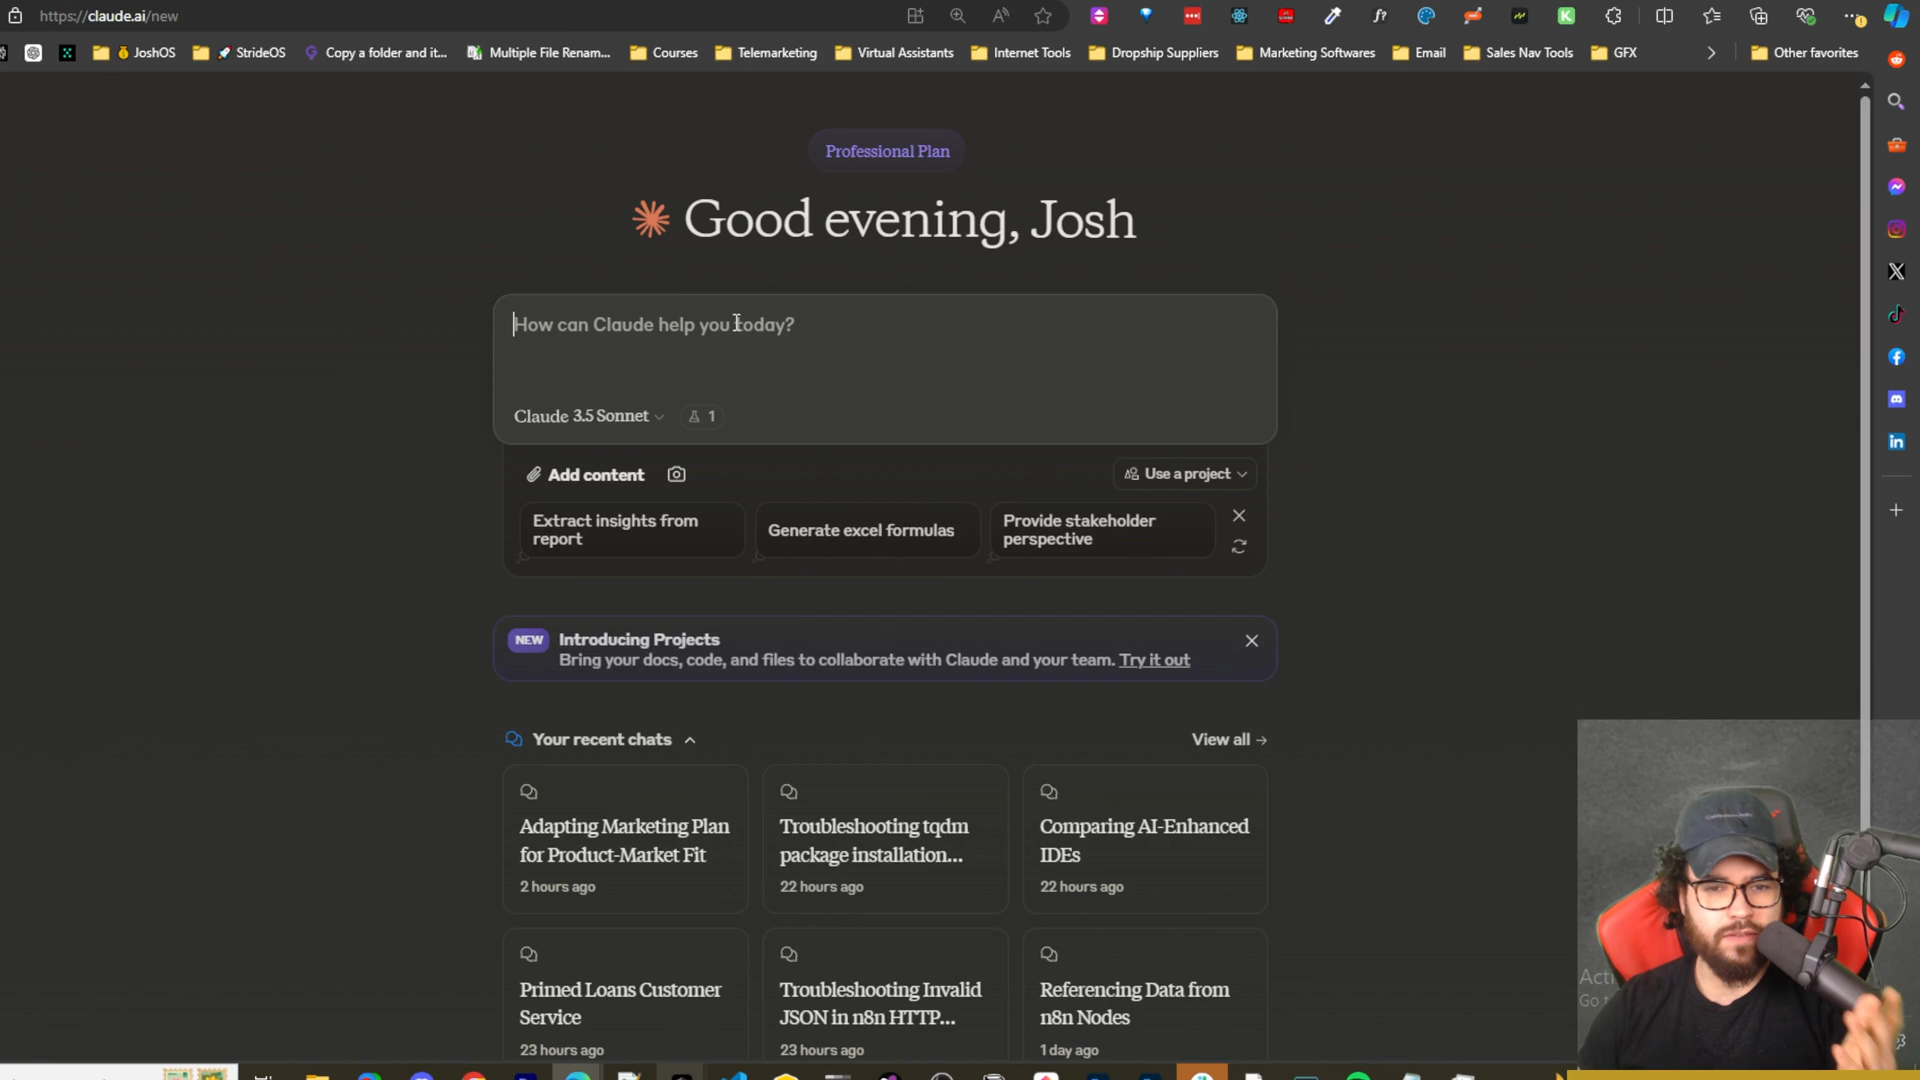 https://claude.ai/new
JoshOS
StrideOS
Copy a folder and it...
Multiple File Renam...
Courses
Telemarketing
Virtual Assistants
Internet Tools
Dropship Suppliers
Marketing Softwares
Email
Sales Nav Tools
GFX
Other favorites
Professional Plan
Good evening, Josh
How can Claude help you today?
Claude 3.5 Sonnet
1
Add content
Use a project
Extract insights from
report
Generate excel formulas
Provide stakeholder
perspective
NEW
Introducing Projects
Bring your docs, code, and files to collaborate with Claude and your team. Try it out
Your recent chats
View all →
Adapting Marketing Plan
for Product-Market Fit
2 hours ago
Troubleshooting tqdm
package installation...
22 hours ago
Comparing AI-Enhanced
IDEs
22 hours ago
Primed Loans Customer
Service
23 hours ago
Troubleshooting Invalid
JSON in n8n HTTP...
23 hours ago
Referencing Data from
n8n Nodes
1 day ago